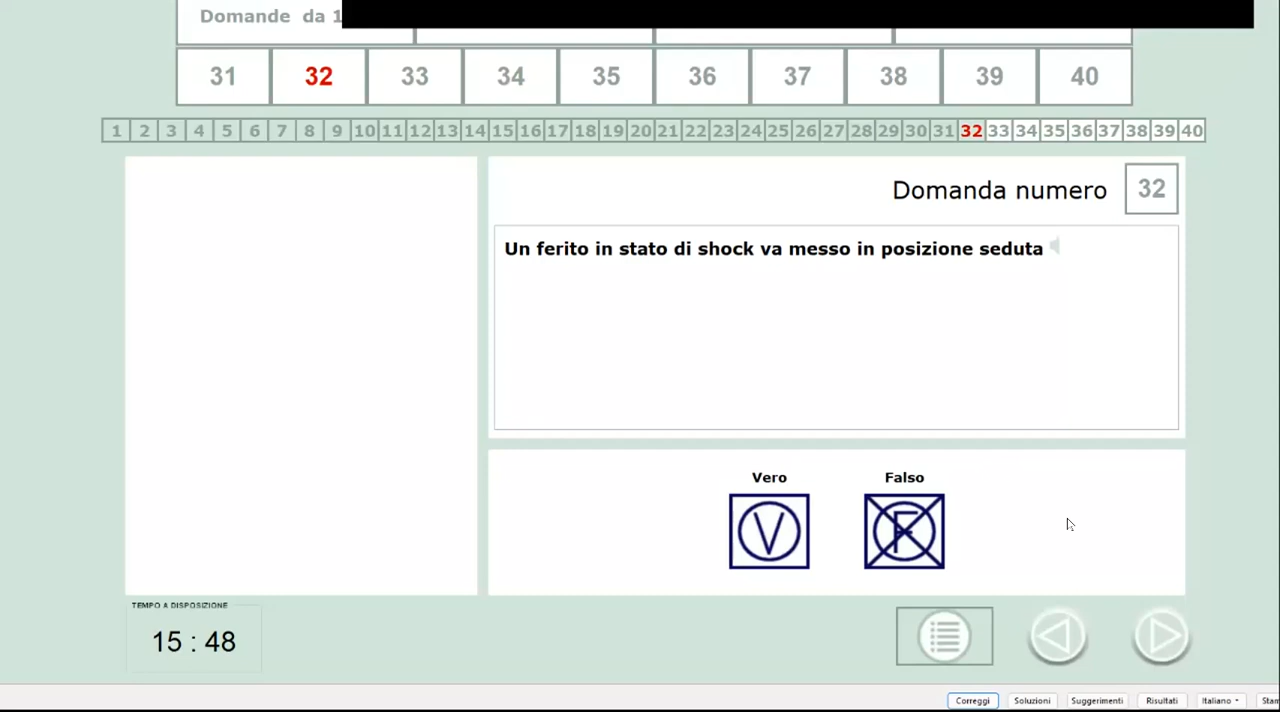 Domande da 1
31 32 33 34 35 36 37 38 39 40
1 2 3 4 5 6 7 8 9 10 11 12 13 14 15 16 17 18 19 20 21 22 23 24 25 26 27 28 29 30 31 32 33 34 35 36 37 38 39 40
Domanda numero 32
Un ferito in stato di shock va messo in posizione seduta
Vero Falso
V F
TEMPO A DISPOSIZIONE
15 : 48
Correggi Soluzioni Suggerimenti Risultati Italiano